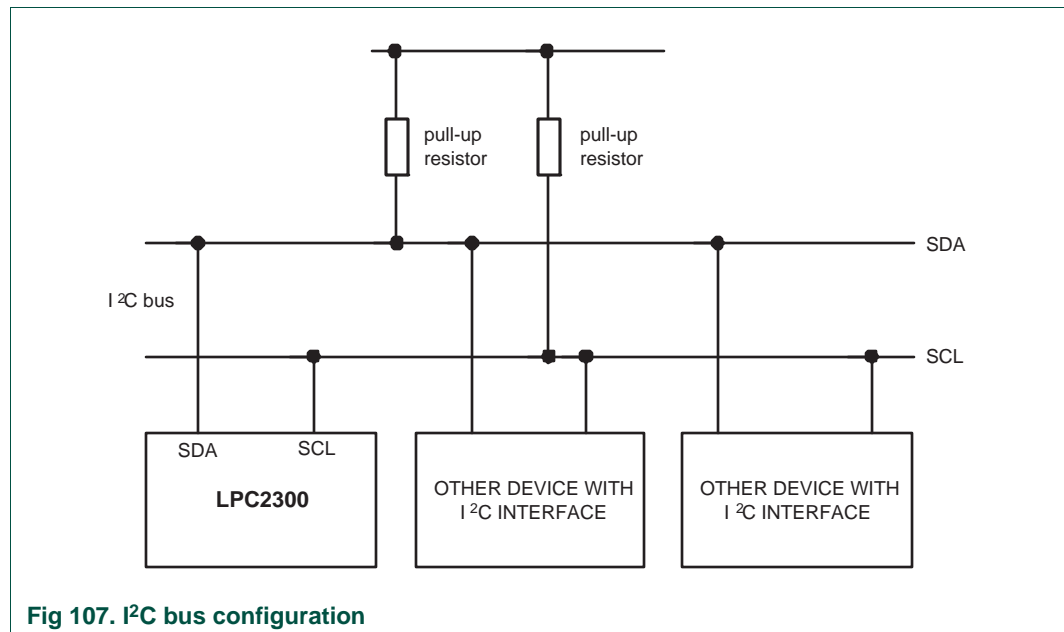 pull-up
resistor
pull-up
resistor
SDA
I ²C bus
SCL
SDA
SCL
LPC2300
OTHER DEVICE WITH
I ²C INTERFACE
OTHER DEVICE WITH
I ²C INTERFACE
Fig 107. I²C bus configuration